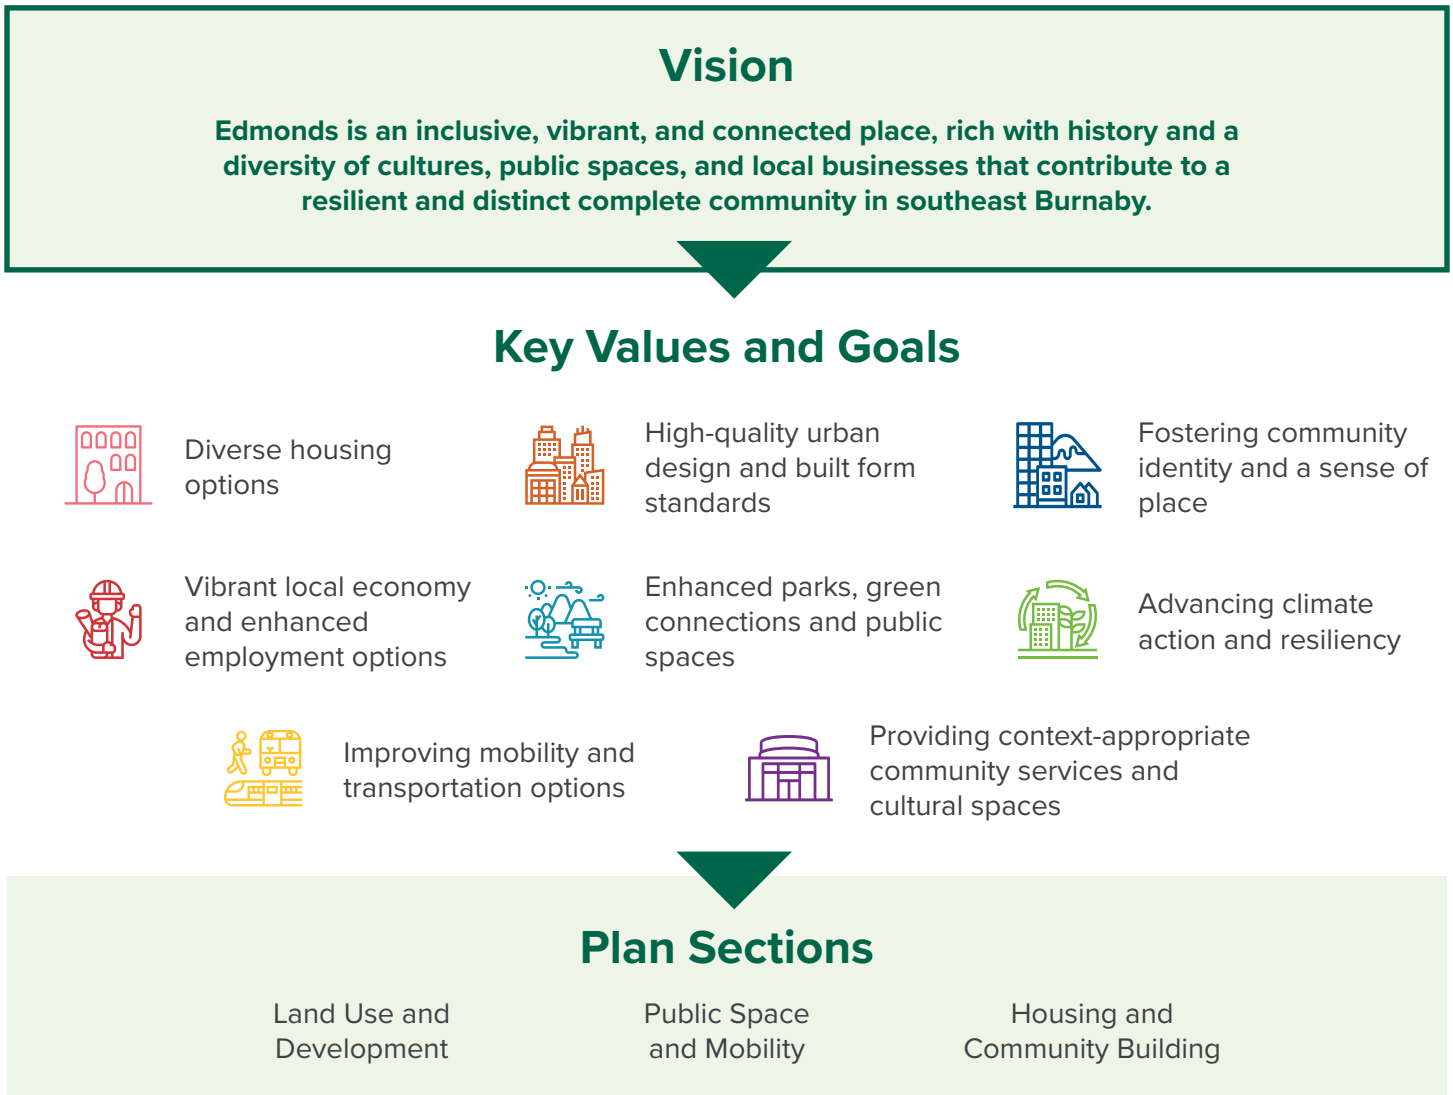 Vision
Edmonds is an inclusive, vibrant, and connected place, rich with history and a
diversity of cultures, public spaces, and local businesses that contribute to a
resilient and distinct complete community in southeast Burnaby.
Key Values and Goals
Diverse housing
options
High-quality urban
design and built form
standards
Fostering community
identity and a sense of
place
Vibrant local economy
and enhanced
employment options
Enhanced parks, green
connections and public
spaces
Advancing climate
action and resiliency
Improving mobility and
transportation options
Providing context-appropriate
community services and
cultural spaces
Plan Sections
Land Use and
Development
Public Space
and Mobility
Housing and
Community Building